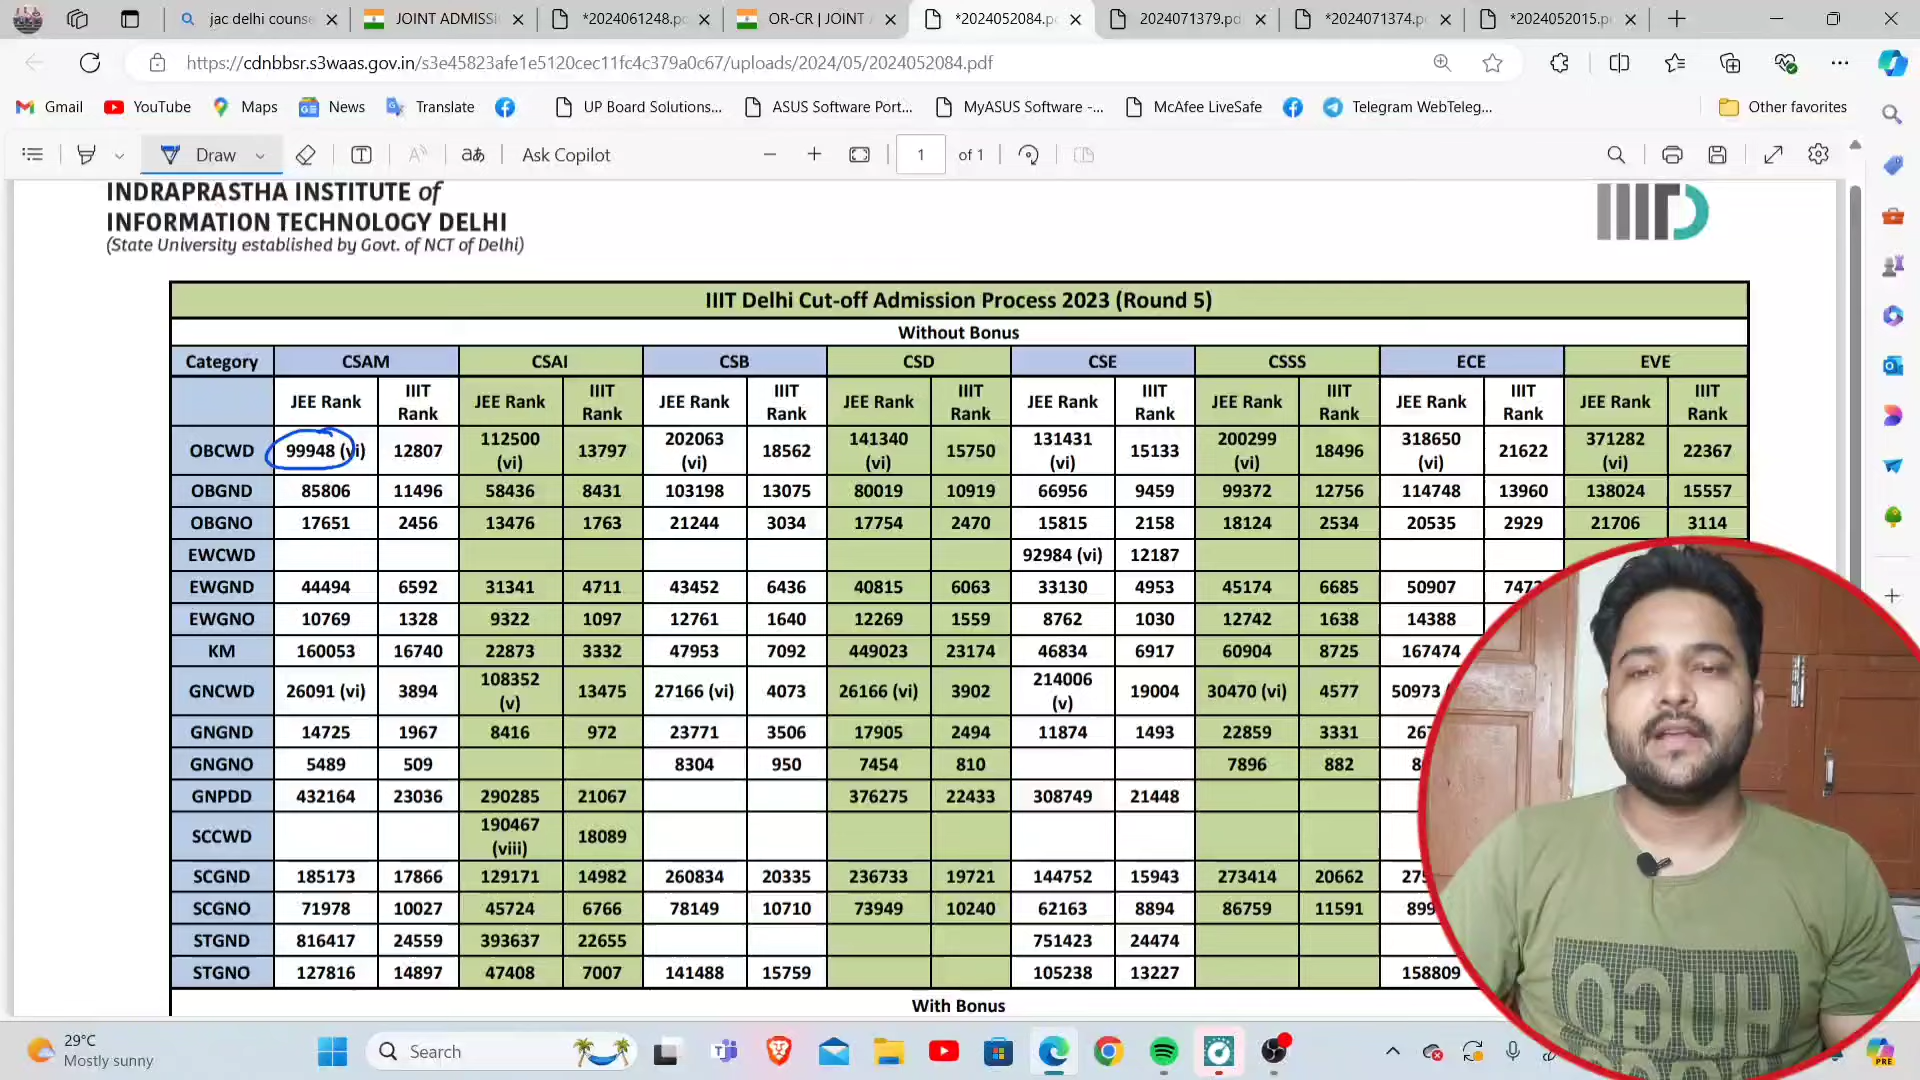 jac delhi counse
JOINT ADMISSI
*2024061248.pd
OR-CR | JOINT A
*2024052084.p
2024071379.pd
*2024071374.p
*2024052015.p
https://cdnbbsr.s3waas.gov.in/s3e45823afe1e5120cec11fc4c379a0c67/uploads/2024/05/2024052084.pdf
Gmail YouTube Maps News Translate UP Board Solutions... ASUS Software Port... MyASUS Software -... McAfee LiveSafe Telegram WebTeleg... Other favorites
Draw aあ Ask Copilot 1 of 1
INDRAPRASTHA INSTITUTE of
INFORMATION TECHNOLOGY DELHI
(State University established by Govt. of NCT of Delhi)
IIITD
IIIT Delhi Cut-off Admission Process 2023 (Round 5)
Without Bonus
Category CSAM CSAI CSB CSD CSE CSSS ECE EVE
JEE Rank IIIT Rank JEE Rank IIIT Rank JEE Rank IIIT Rank JEE Rank IIIT Rank JEE Rank IIIT Rank JEE Rank IIIT Rank JEE Rank IIIT Rank JEE Rank IIIT Rank
OBCWD 99948 (vi) 12807 112500 (vi) 13797 202063 (vi) 18562 141340 (vi) 15750 131431 (vi) 15133 200299 (vi) 18496 318650 (vi) 21622 371282 (vi) 22367
OBGND 85806 11496 58436 8431 103198 13075 80019 10919 66956 9459 99372 12756 114748 13960 138024 15557
OBGNO 17651 2456 13476 1763 21244 3034 17754 2470 15815 2158 18124 2534 20535 2929 21706 3114
EWCWD 92984 (vi) 12187
EWGND 44494 6592 31341 4711 43452 6436 40815 6063 33130 4953 45174 6685 50907 7472
EWGNO 10769 1328 9322 1097 12761 1640 12269 1559 8762 1030 12742 1638 14388
KM 160053 16740 22873 3332 47953 7092 449023 23174 46834 6917 60904 8725 167474
GNCWD 26091 (vi) 3894 108352 (v) 13475 27166 (vi) 4073 26166 (vi) 3902 214006 (v) 19004 30470 (vi) 4577 50973
GNGND 14725 1967 8416 972 23771 3506 17905 2494 11874 1493 22859 3331 267
GNGNO 5489 509 8304 950 7454 810 7896 882 8
GNPDD 432164 23036 290285 21067 376275 22433 308749 21448
SCCWD 190467 (viii) 18089
SCGND 185173 17866 129171 14982 260834 20335 236733 19721 144752 15943 273414 20662 275
SCGNO 71978 10027 45724 6766 78149 10710 73949 10240 62163 8894 86759 11591 899
STGND 816417 24559 393637 22655 751423 24474
STGNO 127816 14897 47408 7007 141488 15759 105238 13227 158809
With Bonus
29°C
Mostly sunny
Search
PRE